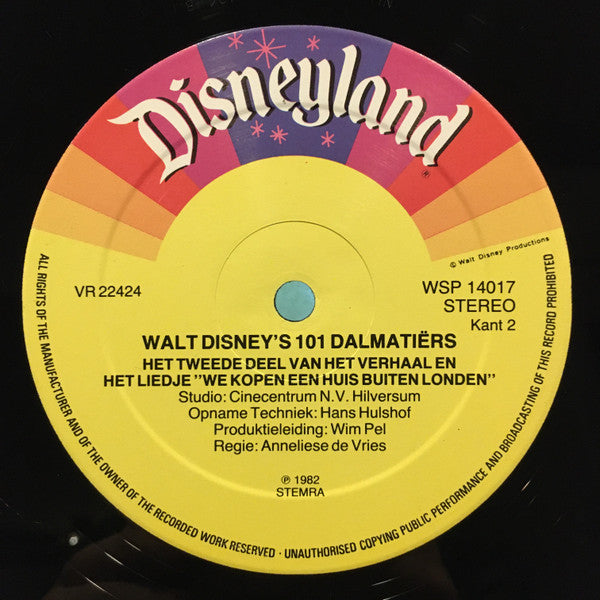 Disneyland
®
© Walt Disney Productions
VR 22424
WSP 14017
STEREO
Kant 2
WALT DISNEY'S 101 DALMATIËRS
HET TWEEDE DEEL VAN HET VERHAAL EN
HET LIEDJE "WE KOPEN EEN HUIS BUITEN LONDEN"
Studio: Cinecentrum N.V. Hilversum
Opname Techniek: Hans Hulshof
Produktieleiding: Wim Pel
Regie: Anneliese de Vries
℗ 1982
STEMRA
ALL RIGHTS OF THE MANUFACTURER AND OF THE OWNER OF THE RECORDED WORK RESERVED · UNAUTHORISED COPYING PUBLIC PERFORMANCE AND BROADCASTING OF THIS RECORD PROHIBITED